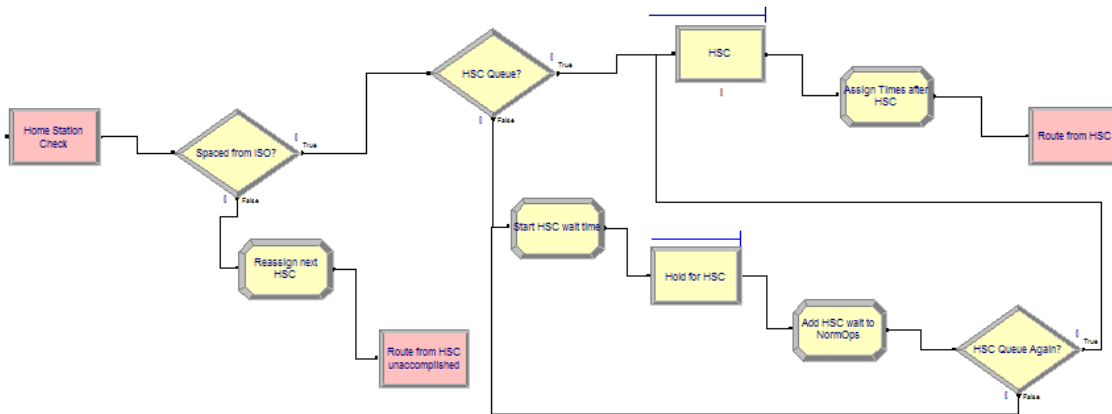 HSC Queue?
True
False
HSC
Assign Times after
HSC
Route from HSC
Home Station
Check
Spaced from ISO?
True
False
Reassign next
HSC
Route from HSC
unaccomplished
Start HSC wait time
Hold for HSC
Add HSC wait to
NormOps
HSC Queue Again?
True
False